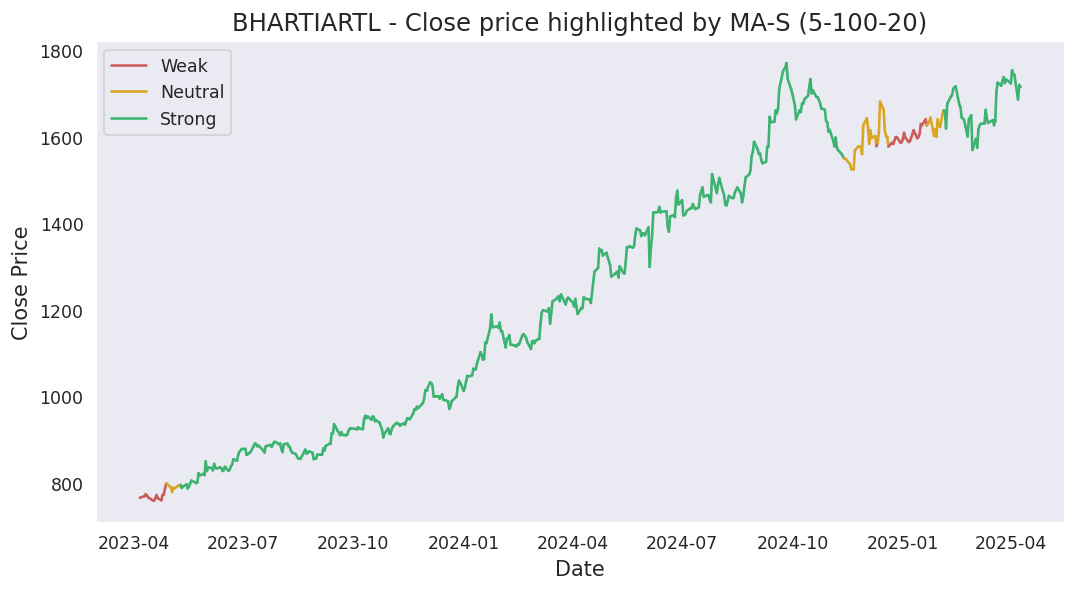 BHARTIARTL - Close price highlighted by MA-S (5-100-20)
Weak
Neutral
Strong
Close Price
1800
1600
1400
1200
1000
800
2023-04 2023-07 2023-10 2024-01 2024-04 2024-07 2024-10 2025-01 2025-04
Date